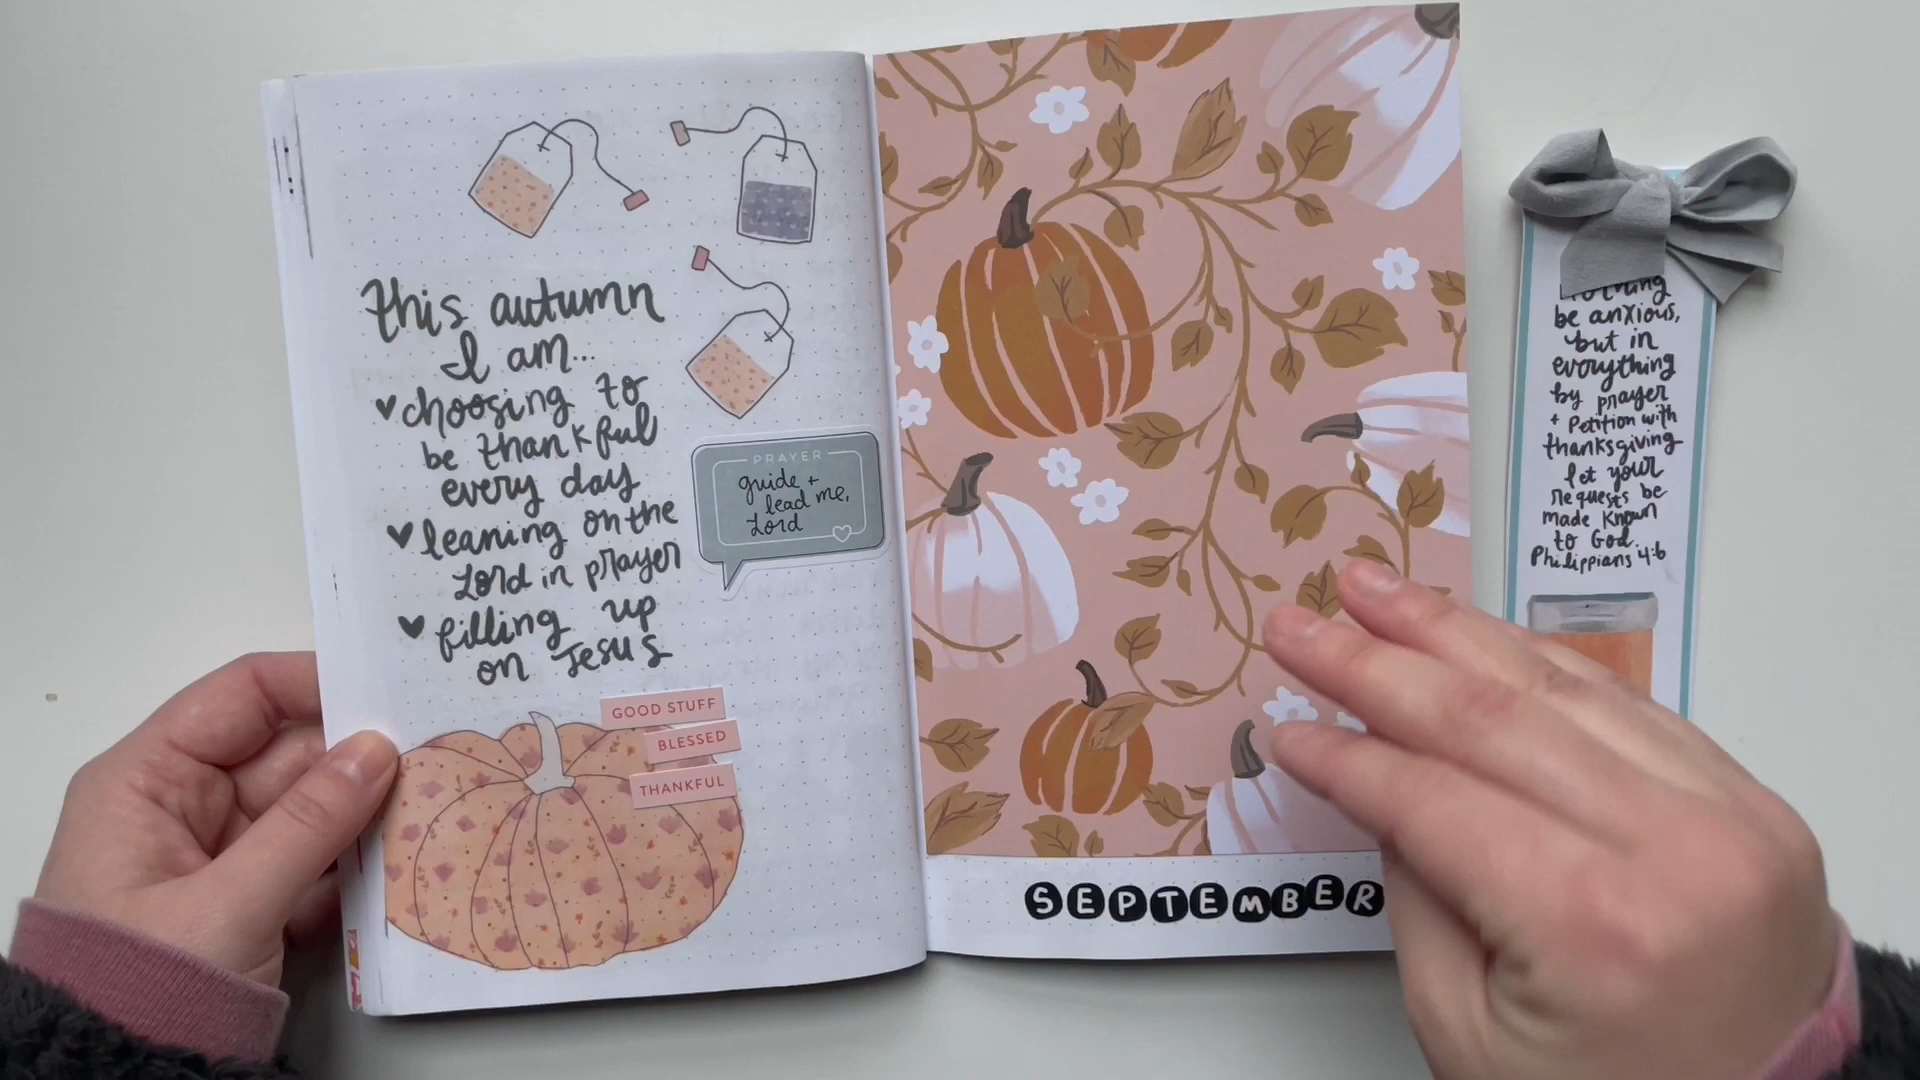 this autumn
I am...
choosing to
be thankful
every day
leaning on the
Lord in prayer
filling up
on Jesus
PRAYER
guide +
lead me,
Lord
GOOD STUFF
BLESSED
THANKFUL
SEPTEMBER
be anxious,
but in
everything
by prayer
+ Petition with
thanksgiving
let your
requests be
made known
to God.
Philippians 4:6